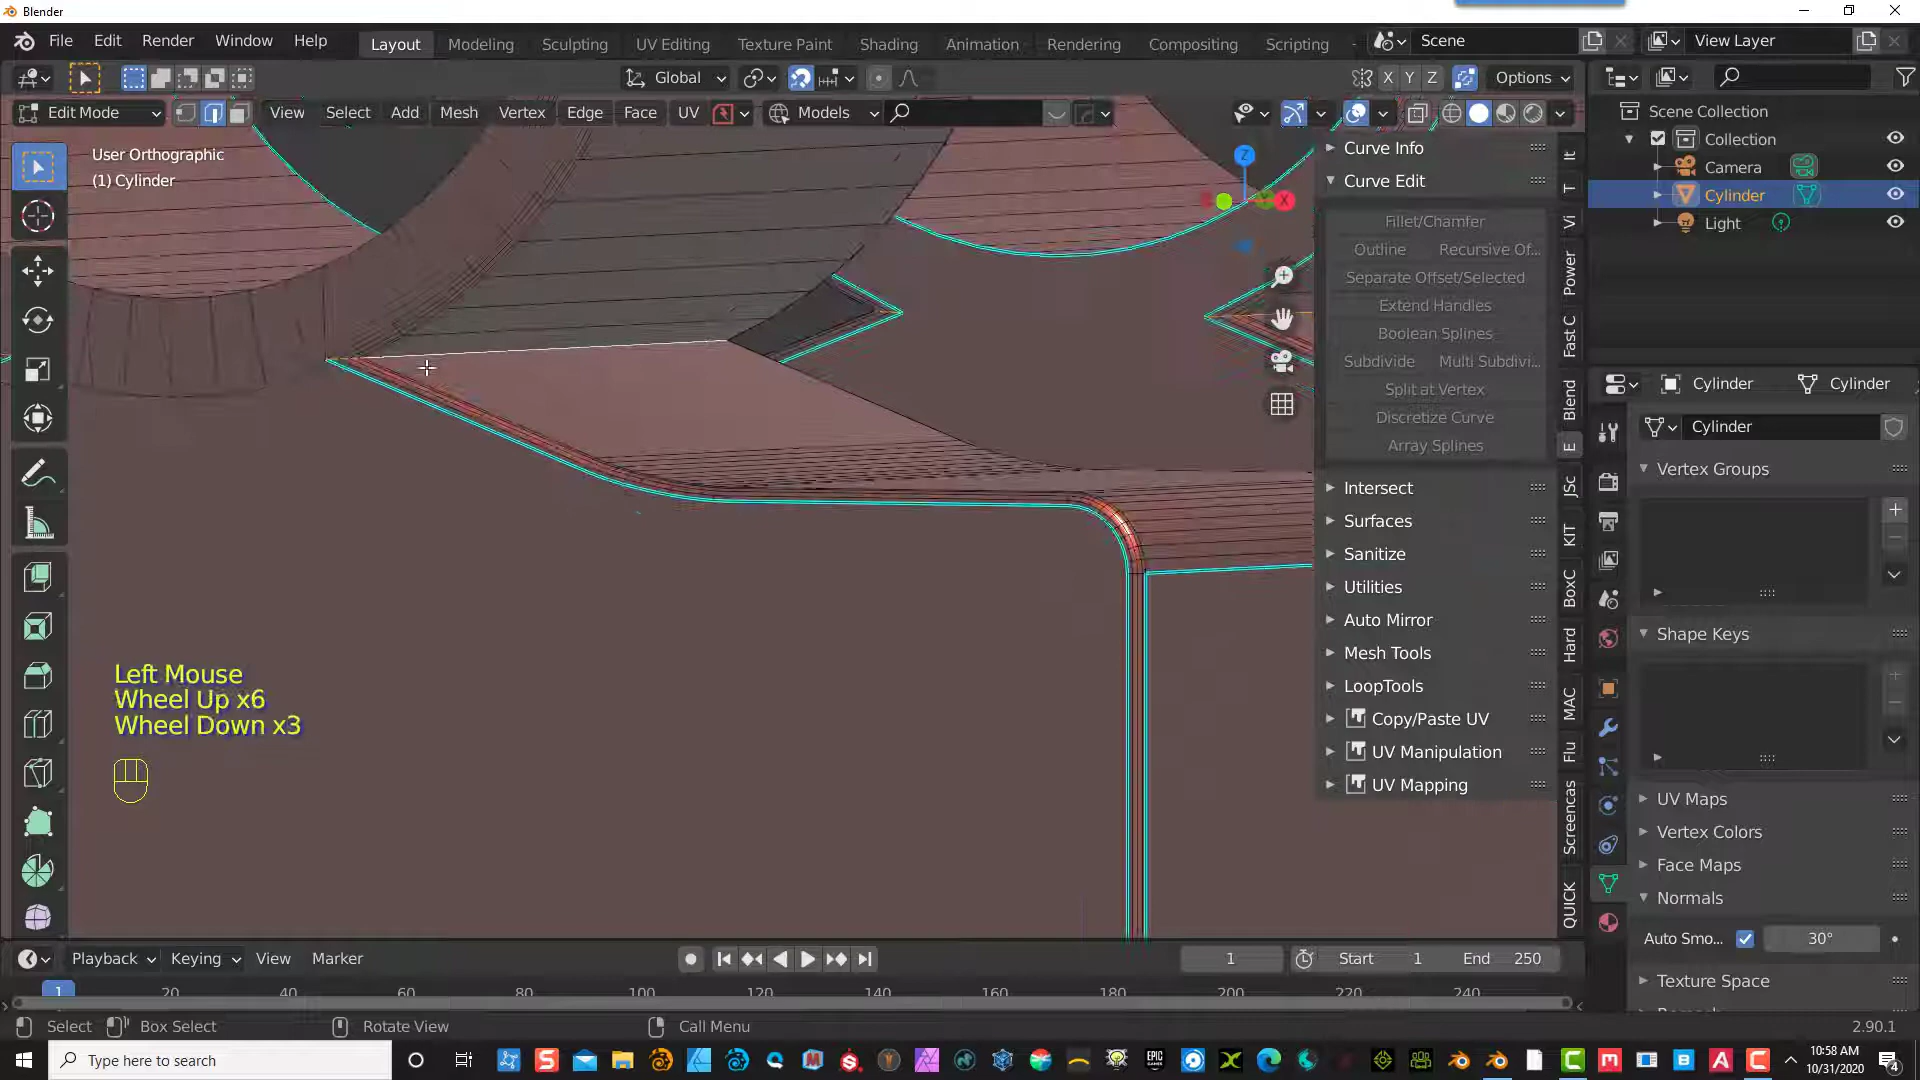 Blender
File Edit Render Window Help Layout Modeling Sculpting UV Editing Texture Paint Shading Animation Rendering Compositing Scripting Scene View Layer
Global X Y Z Options
Edit Mode View Select Add Mesh Vertex Edge Face UV Models
User Orthographic
(1) Cylinder
Z
X
Curve Info
Curve Edit
Fillet/Chamfer
Outline Recursive Of...
Separate Offset/Selected
Extend Handles
Boolean Splines
Subdivide Multi Subdivi...
Split at Vertex
Discretize Curve
Array Splines
Intersect
Surfaces
Sanitize
Utilities
Auto Mirror
Mesh Tools
LoopTools
Copy/Paste UV
UV Manipulation
UV Mapping
It
T
Vi
Power
Fast C
Blend
E
JSc
KIT
BoxC
Hard
MAC
Flu
Screencas
QUICK
Scene Collection
Collection
Camera
Cylinder
Light
Cylinder Cylinder
Cylinder
Vertex Groups
Shape Keys
UV Maps
Vertex Colors
Face Maps
Normals
Auto Smo... 30°
Texture Space
Left Mouse
Wheel Up x6
Wheel Down x3
Playback Keying View Marker 1 Start 1 End 250
1 20 40 60 80 100 120 140 160 180 200 220 240
Select Box Select Rotate View Call Menu 2.90.1
Type here to search
10:58 AM
10/31/2020
4